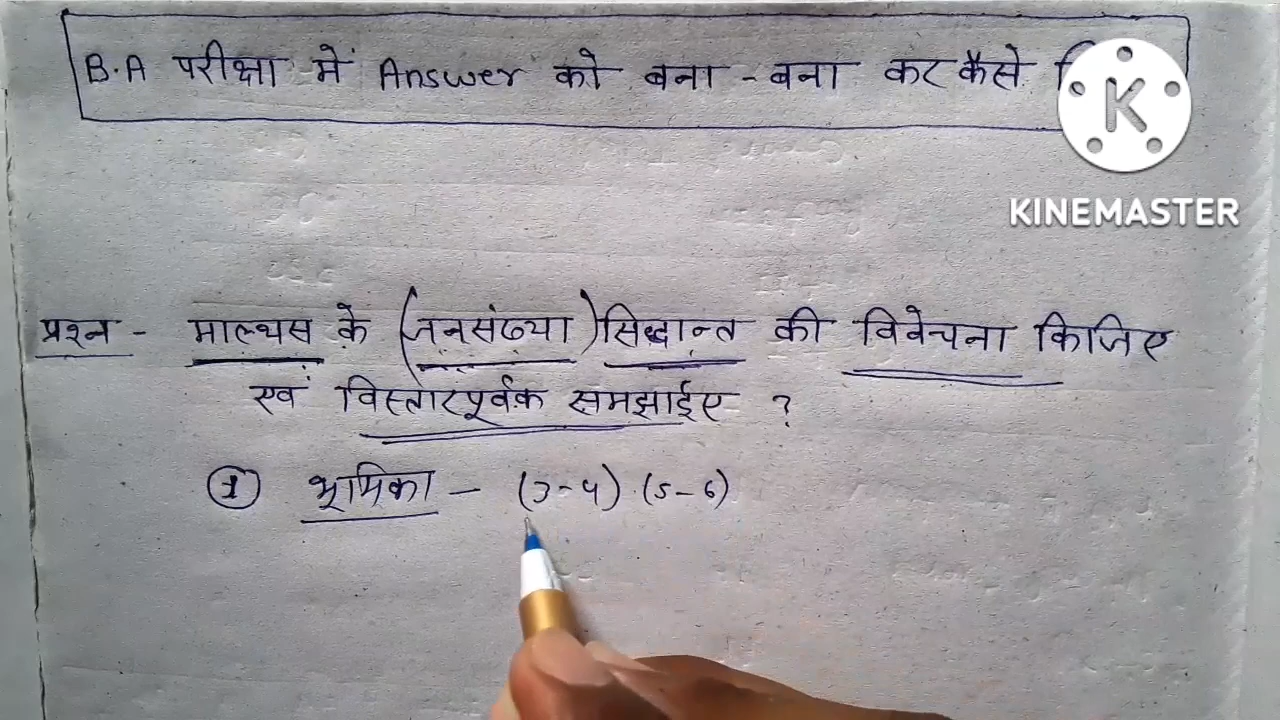 B.A परीक्षा में Answer को बना - बना कर कैसे
K
KINEMASTER
प्रश्न - माल्थस के (जनसंख्या) सिद्धान्त की विवेचना किजिए
एवं विस्तारपूर्वक समझाईए ?
1 भूमिका - (3-4) (5-6)